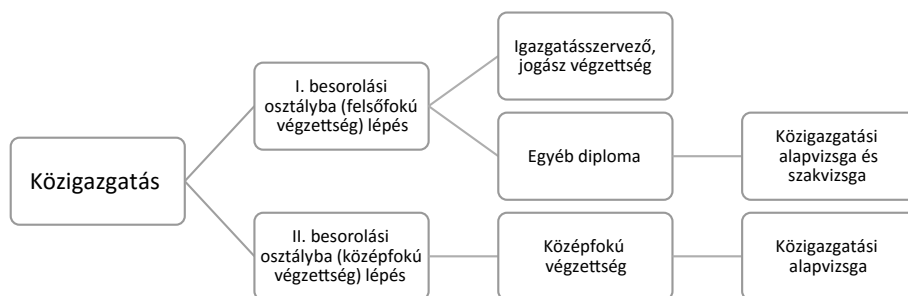 Közigazgatás
I. besorolási
osztályba (felsőfokú
végzettség) lépés
Igazgatásszervező,
jogász végzettség
Egyéb diploma
Közigazgatási
alapvizsga és
szakvizsga
II. besorolási
osztályba (középfokú
végzettség) lépés
Középfokú
végzettség
Közigazgatási
alapvizsga